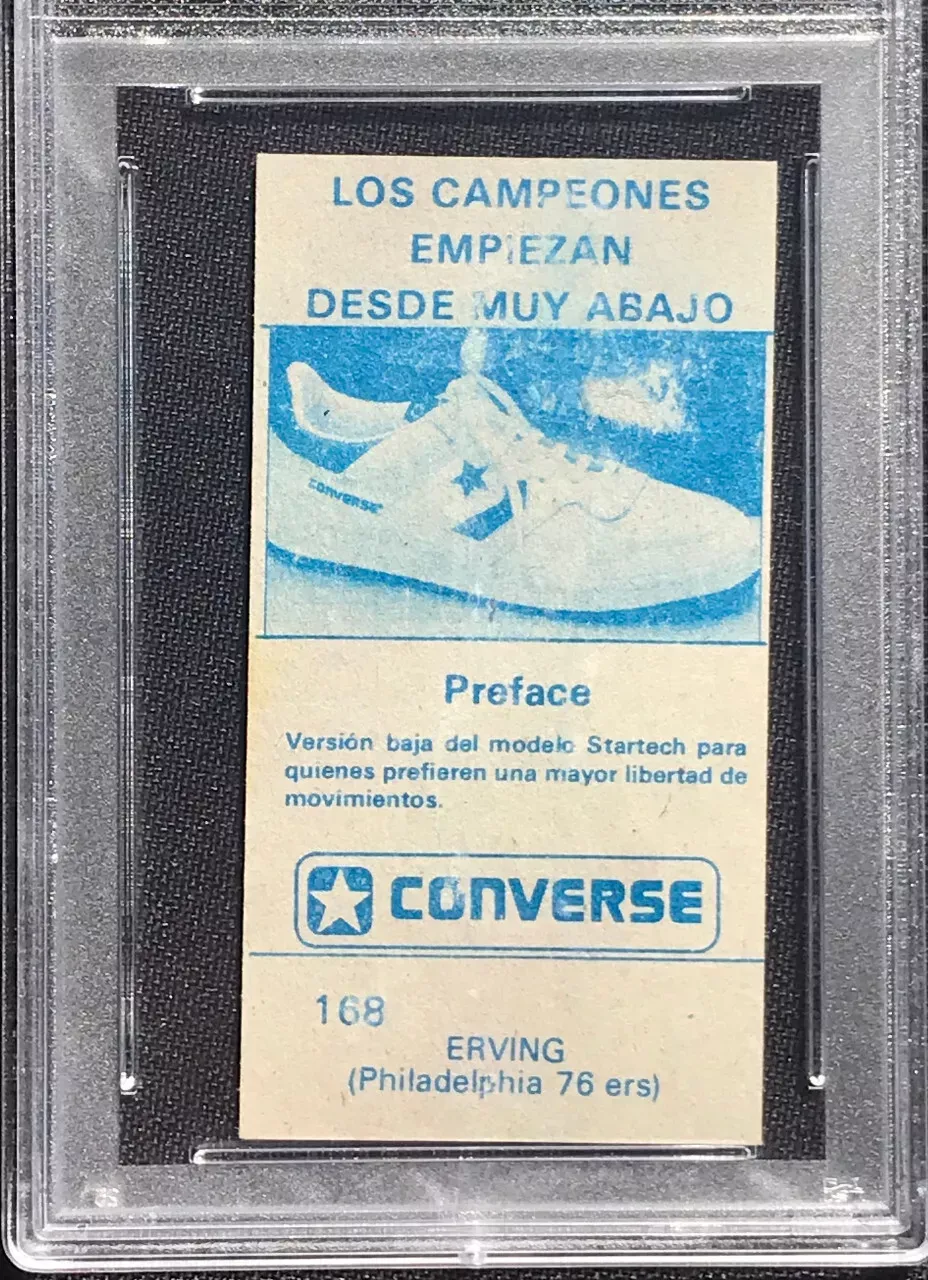 LOS CAMPEONES
EMPIEZAN
DESDE MUY ABAJO
CONVERSE
Preface
Versión baja del modelo Startech para
quienes prefieren una mayor libertad de
movimientos.
CONVERSE
168
ERVING
(Philadelphia 76 ers)